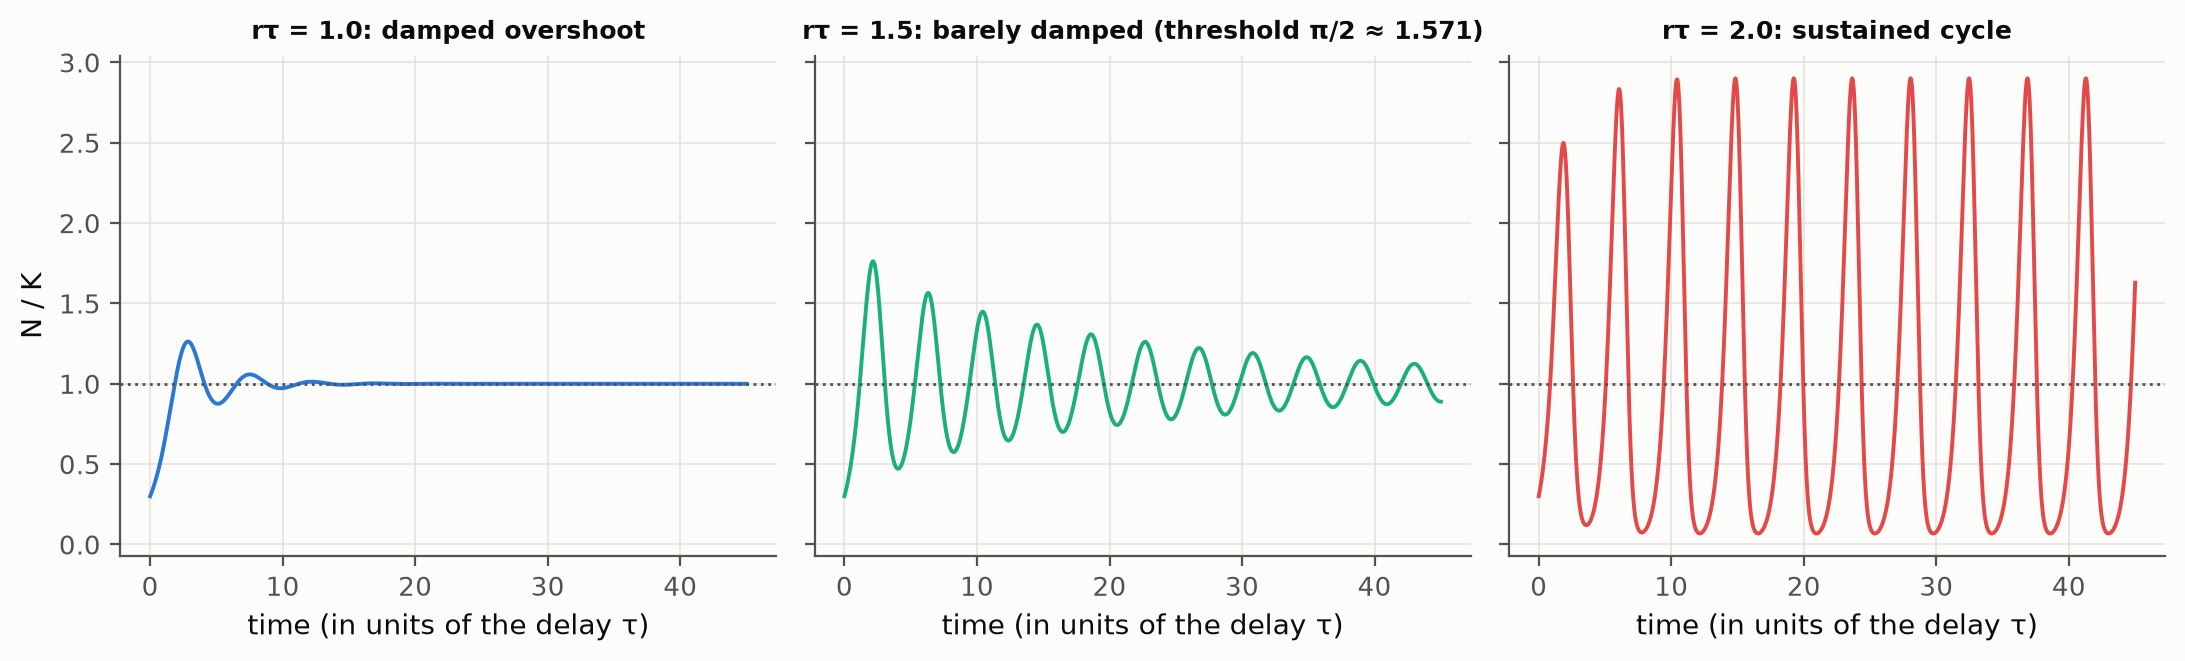 rτ = 1.0: damped overshoot
rτ = 1.5: barely damped (threshold π/2 ≈ 1.571)
rτ = 2.0: sustained cycle
N / K
3.0
2.5
2.0
1.5
1.0
0.5
0.0
0 10 20 30 40
0 10 20 30 40
0 10 20 30 40
time (in units of the delay τ)
time (in units of the delay τ)
time (in units of the delay τ)